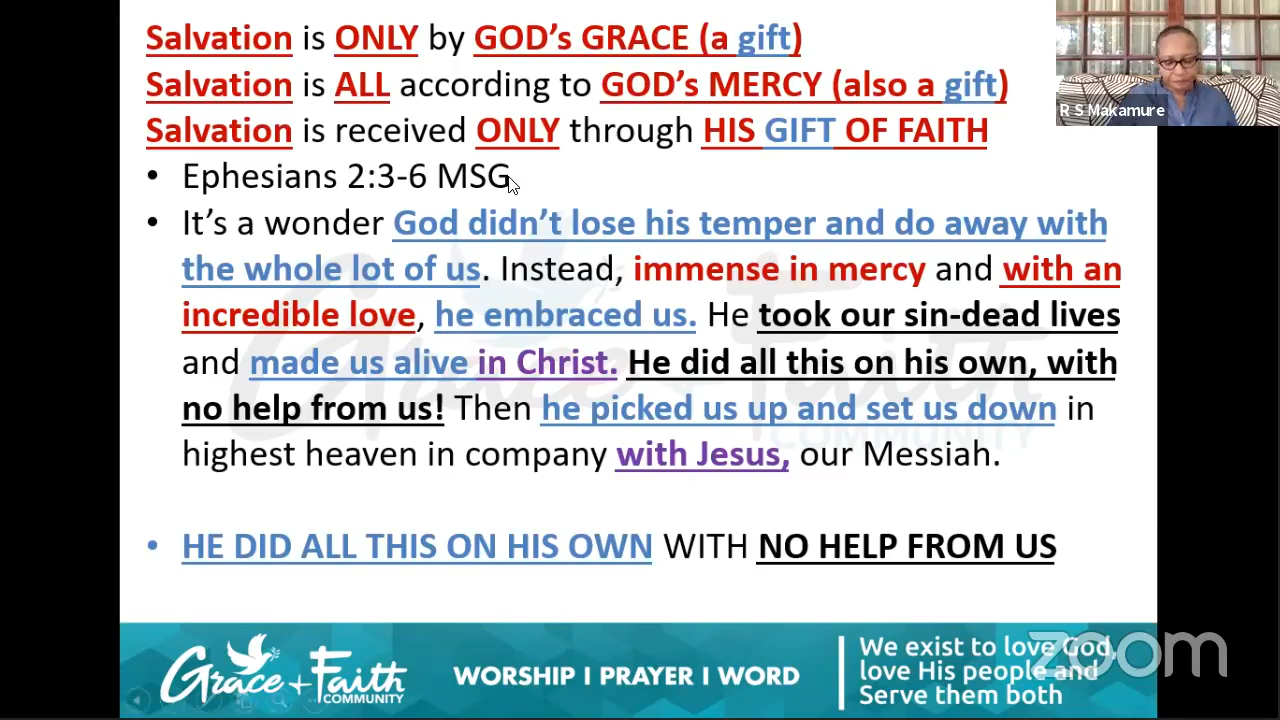 Salvation is ONLY by GOD's GRACE (a gift)
Salvation is ALL according to GOD's MERCY (also a gift)
Salvation is received ONLY through HIS GIFT OF FAITH
• Ephesians 2:3-6 MSG
• It's a wonder God didn't lose his temper and do away with
the whole lot of us. Instead, immense in mercy and with an
incredible love, he embraced us. He took our sin-dead lives
and made us alive in Christ. He did all this on his own, with
no help from us! Then he picked us up and set us down in
highest heaven in company with Jesus, our Messiah.
• HE DID ALL THIS ON HIS OWN WITH NO HELP FROM US
R S Makamure
Grace + Faith
COMMUNITY
Grace + Faith
COMMUNITY
WORSHIP I PRAYER I WORD
We exist to love God,
love His people and
Serve them both
zoom